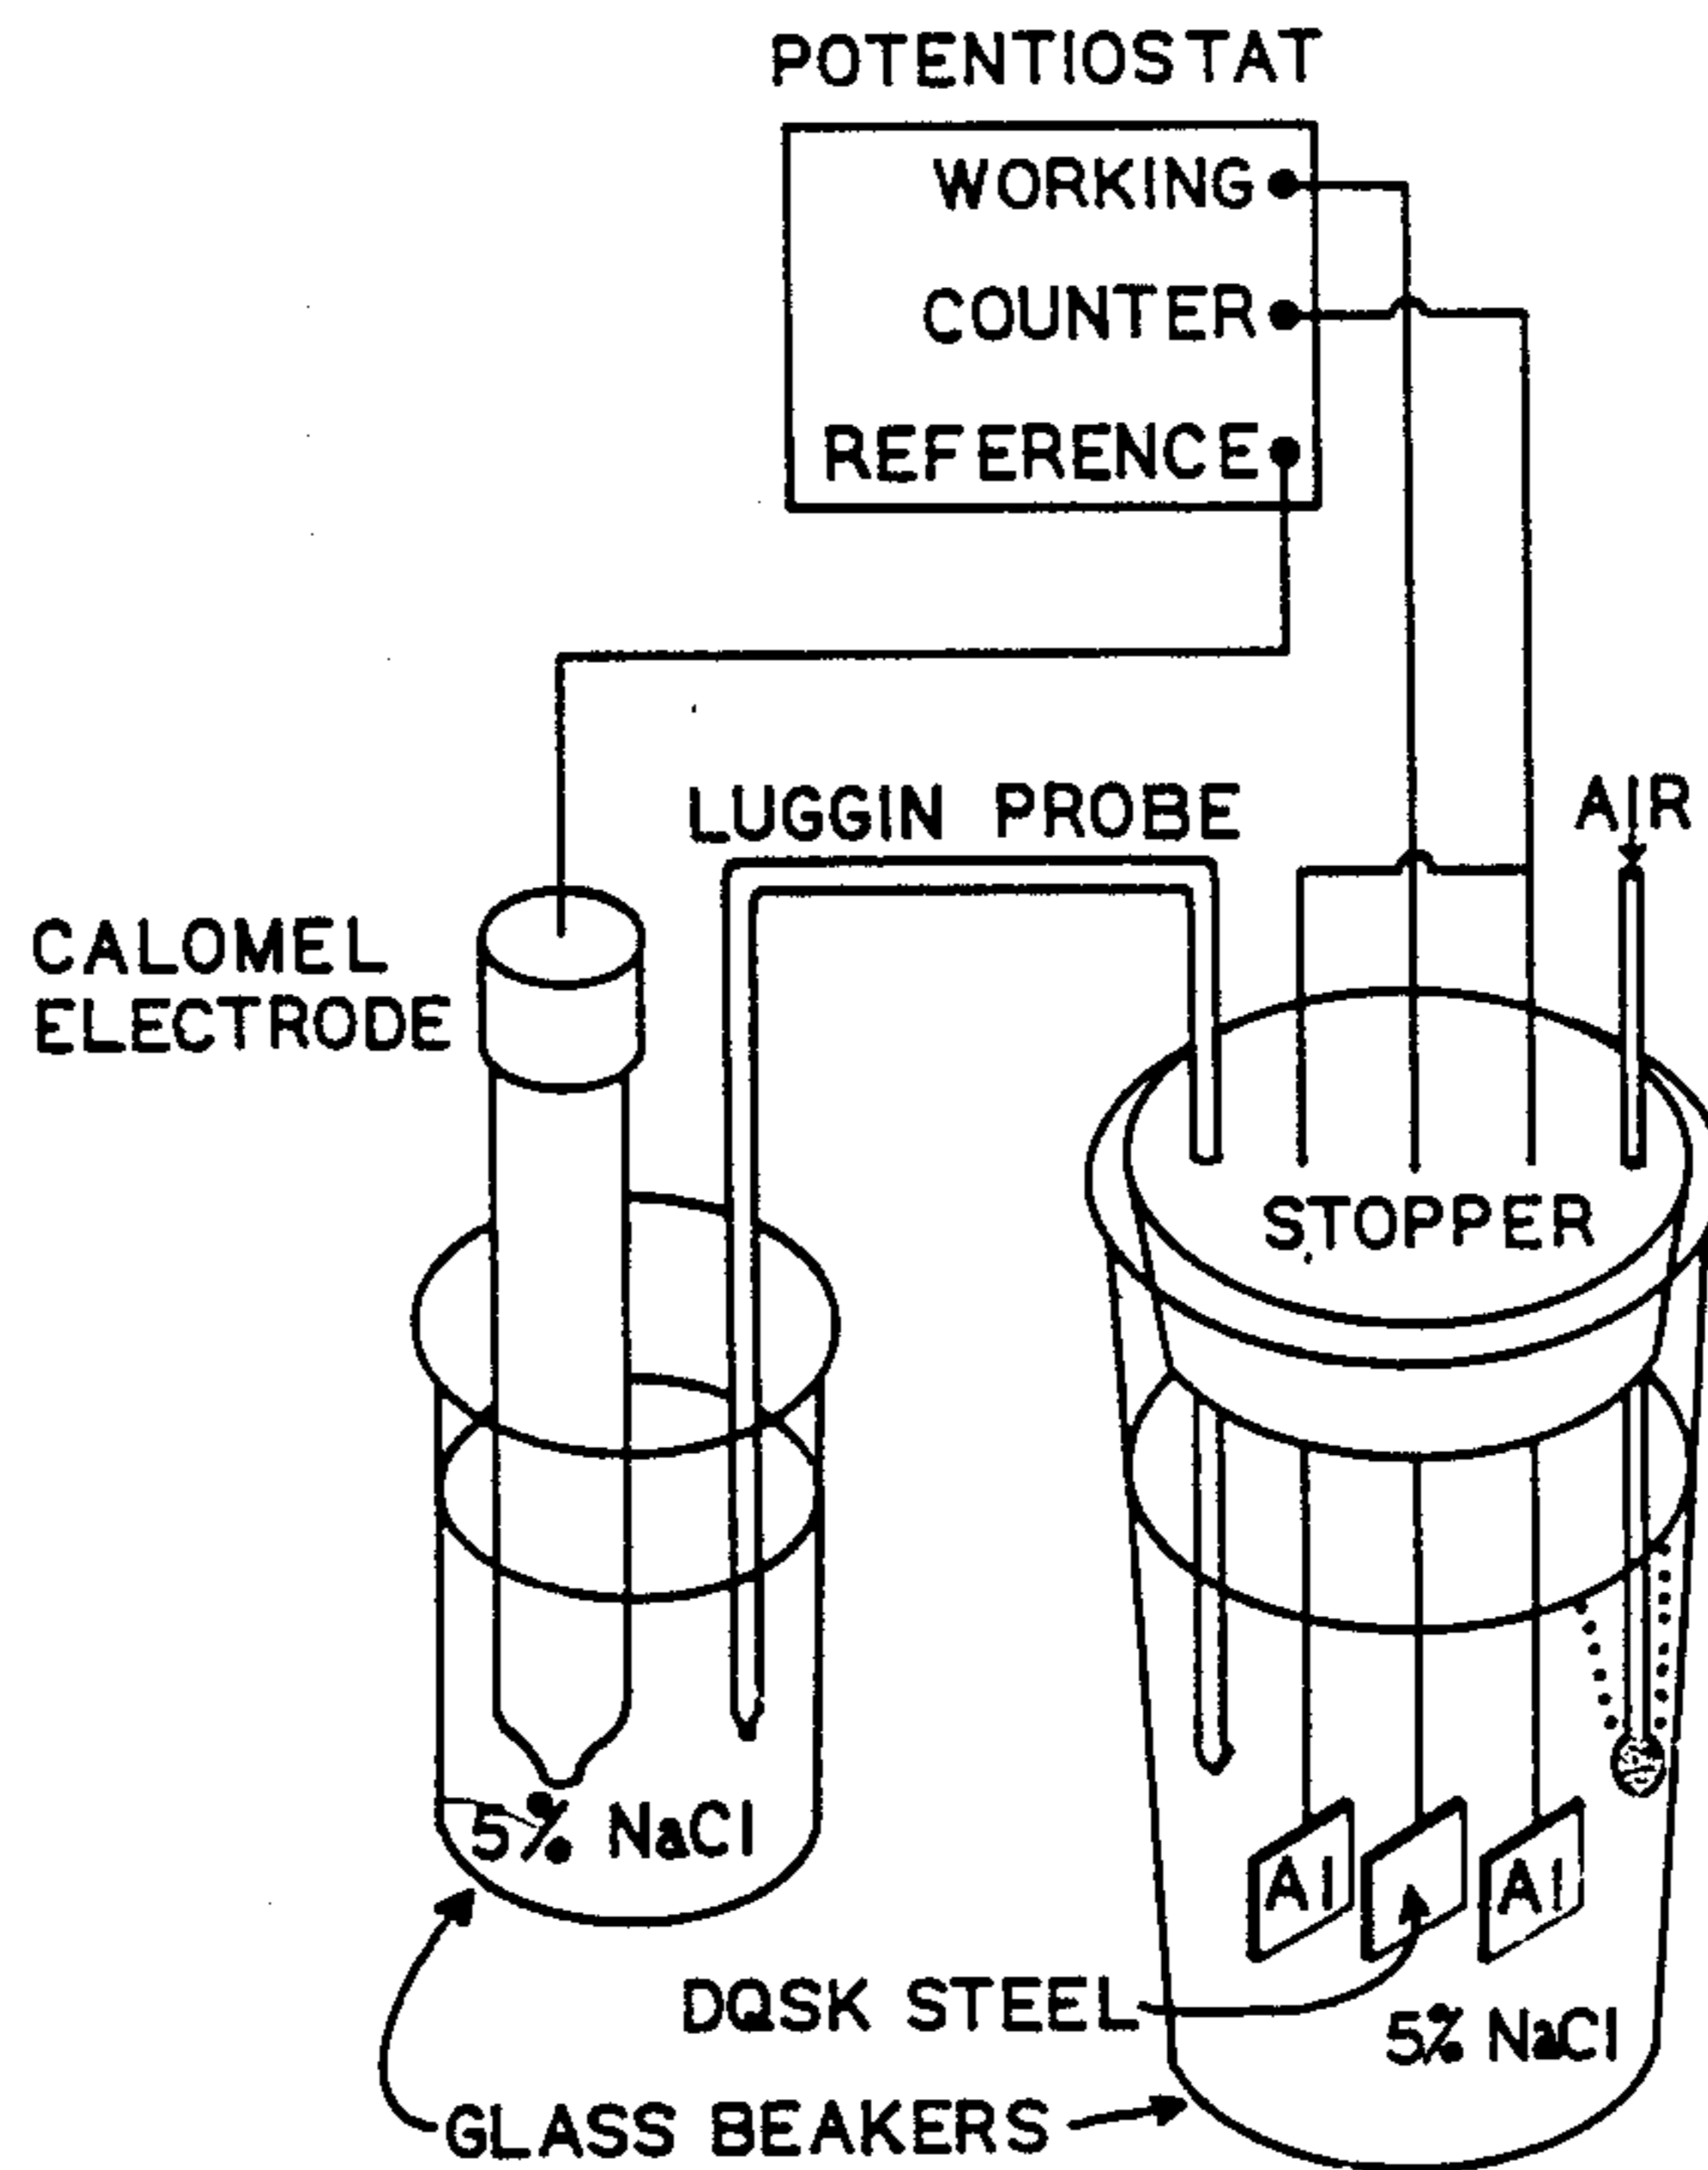 POTENTIOSTAT
WORKING
COUNTER
REFERENCE
LUGGIN PROBE
AIR
CALOMEL
ELECTRODE
STOPPER
5% NaCl
Al
Al
DQSK STEEL
5% NaCl
GLASS BEAKERS